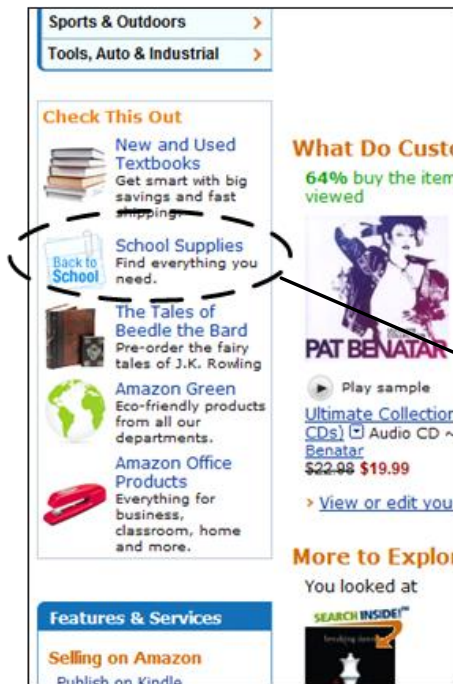 Sports & Outdoors >
Tools, Auto & Industrial >
Check This Out
New and Used
Textbooks
Get smart with big
savings and fast
shipping.
Back to
School
School Supplies
Find everything you
need.
The Tales of
Beedle the Bard
Pre-order the fairy
tales of J.K. Rowling
Amazon Green
Eco-friendly products
from all our
departments.
Amazon Office
Products
Everything for
business,
classroom, home
and more.
Features & Services
Selling on Amazon
Publish on Kindle
What Do Custo
64% buy the item
viewed
PAT BENATAR
Play sample
Ultimate Collection
CDs) Audio CD ~
Benatar
$22.98 $19.99
> View or edit you
More to Explor
You looked at
SEARCH INSIDE!™